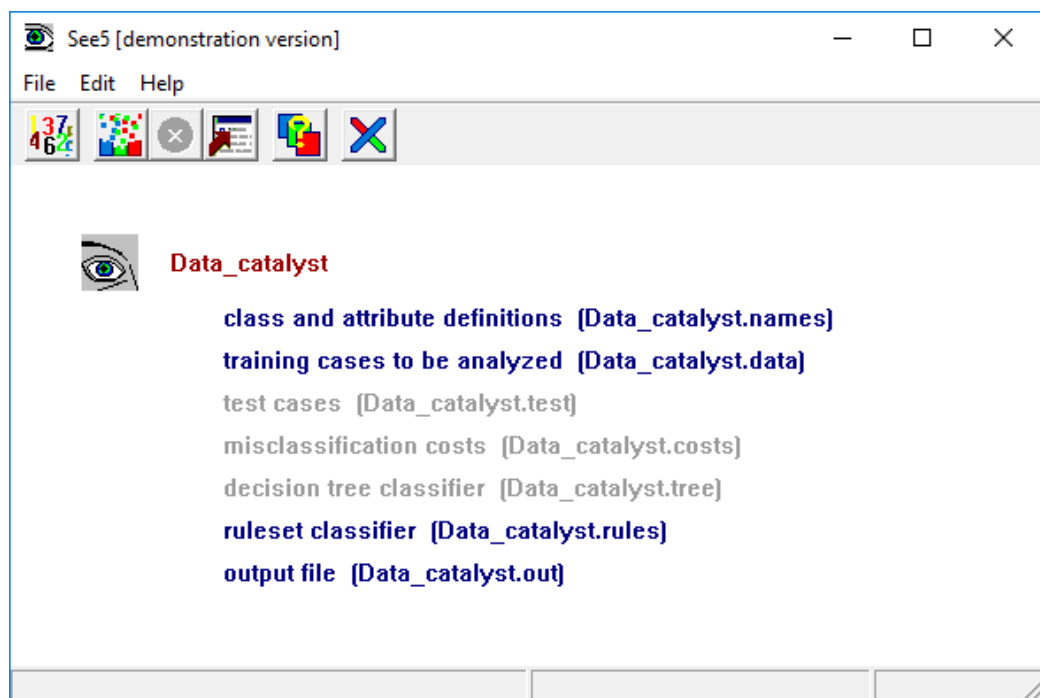 See5 [demonstration version]
File Edit Help
Data_catalyst
class and attribute definitions (Data_catalyst.names)
training cases to be analyzed (Data_catalyst.data)
test cases (Data_catalyst.test)
misclassification costs (Data_catalyst.costs)
decision tree classifier (Data_catalyst.tree)
ruleset classifier (Data_catalyst.rules)
output file (Data_catalyst.out)